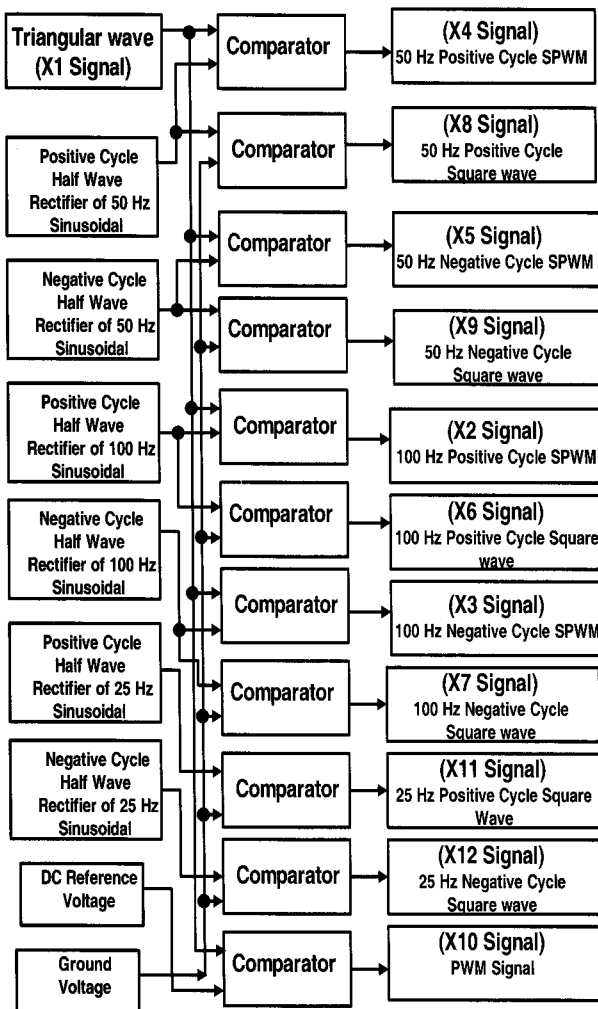 Triangular wave
(X1 Signal)
Positive Cycle
Half Wave
Rectifier of 50 Hz
Sinusoidal
Negative Cycle
Half Wave
Rectifier of 50 Hz
Sinusoidal
Positive Cycle
Half Wave
Rectifier of 100 Hz
Sinusoidal
Negative Cycle
Half Wave
Rectifier of 100 Hz
Sinusoidal
Positive Cycle
Half Wave
Rectifier of 25 Hz
Sinusoidal
Negative Cycle
Half Wave
Rectifier of 25 Hz
Sinusoidal
DC Reference
Voltage
Ground
Voltage
Comparator
Comparator
Comparator
Comparator
Comparator
Comparator
Comparator
Comparator
Comparator
Comparator
Comparator
(X4 Signal)
50 Hz Positive Cycle SPWM
(X8 Signal)
50 Hz Positive Cycle
Square wave
(X5 Signal)
50 Hz Negative Cycle SPWM
(X9 Signal)
50 Hz Negative Cycle
Square wave
(X2 Signal)
100 Hz Positive Cycle SPWM
(X6 Signal)
100 Hz Positive Cycle Square
wave
(X3 Signal)
100 Hz Negative Cycle SPWM
(X7 Signal)
100 Hz Negative Cycle
Square wave
(X11 Signal)
25 Hz Positive Cycle Square
Wave
(X12 Signal)
25 Hz Negative Cycle
Square wave
(X10 Signal)
PWM Signal